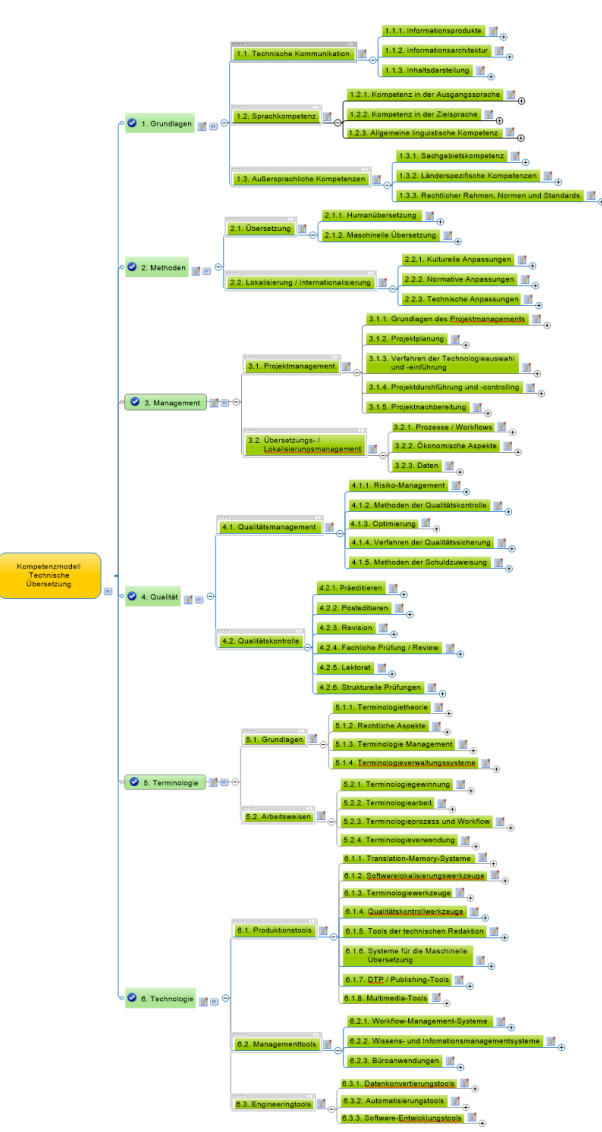 Kompetenzmodell
Technische
Übersetzung
1. Grundlagen
1.1. Technische Kommunikation
1.1.1. Informationsprodukte
1.1.2. Informationsarchitektur
1.1.3. Inhaltsdarstellung
1.2. Sprachkompetenz
1.2.1. Kompetenz in der Ausgangssprache
1.2.2. Kompetenz in der Zielsprache
1.2.3. Allgemeine linguistische Kompetenz
1.3. Außersprachliche Kompetenzen
1.3.1. Sachgebietskompetenz
1.3.2. Länderspezifische Kompetenzen
1.3.3. Rechtlicher Rahmen, Normen und Standards
2. Methoden
2.1. Übersetzung
2.1.1. Humanübersetzung
2.1.2. Maschinelle Übersetzung
2.2. Lokalisierung / Internationalisierung
2.2.1. Kulturelle Anpassungen
2.2.2. Normative Anpassungen
2.2.3. Technische Anpassungen
3. Management
3.1. Projektmanagement
3.1.1. Grundlagen des Projektmanagements
3.1.2. Projektplanung
3.1.3. Verfahren der Technologieauswahl
und -einführung
3.1.4. Projektdurchführung und -controlling
3.1.5. Projektnachbereitung
3.2. Übersetzungs- /
Lokalisierungsmanagement
3.2.1. Prozesse / Workflows
3.2.2. Ökonomische Aspekte
3.2.3. Daten
4. Qualität
4.1. Qualitätsmanagement
4.1.1. Risiko-Management
4.1.2. Methoden der Qualitätskontrolle
4.1.3. Optimierung
4.1.4. Verfahren der Qualitätssicherung
4.1.5. Methoden der Schuldzuweisung
4.2. Qualitätskontrolle
4.2.1. Präeditieren
4.2.2. Posteditieren
4.2.3. Revision
4.2.4. Fachliche Prüfung / Review
4.2.5. Lektorat
4.2.6. Strukturelle Prüfungen
5. Terminologie
5.1. Grundlagen
5.1.1. Terminologietheorie
5.1.2. Rechtliche Aspekte
5.1.3. Terminologie Management
5.1.4. Terminologieverwaltungssysteme
5.2. Arbeitsweisen
5.2.1. Terminologiegewinnung
5.2.2. Terminologiearbeit
5.2.3. Terminologieprozess und Workflow
5.2.4. Terminologieverwendung
6. Technologie
6.1. Produktionstools
6.1.1. Translation-Memory-Systeme
6.1.2. Softwarelokalisierungswerkzeuge
6.1.3. Terminologiewerkzeuge
6.1.4. Qualitätskontrollwerkzeuge
6.1.5. Tools der technischen Redaktion
6.1.6. Systeme für die Maschinelle
Übersetzung
6.1.7. DTP / Publishing-Tools
6.1.8. Multimedia-Tools
6.2. Managementtools
6.2.1. Workflow-Management-Systeme
6.2.2. Wissens- und Infomationsmanagementsysteme
6.2.3. Büroanwendungen
6.3. Engineeringtools
6.3.1. Datenkonvertierungstools
6.3.2. Automatisierungstools
6.3.3. Software-Entwicklungstools